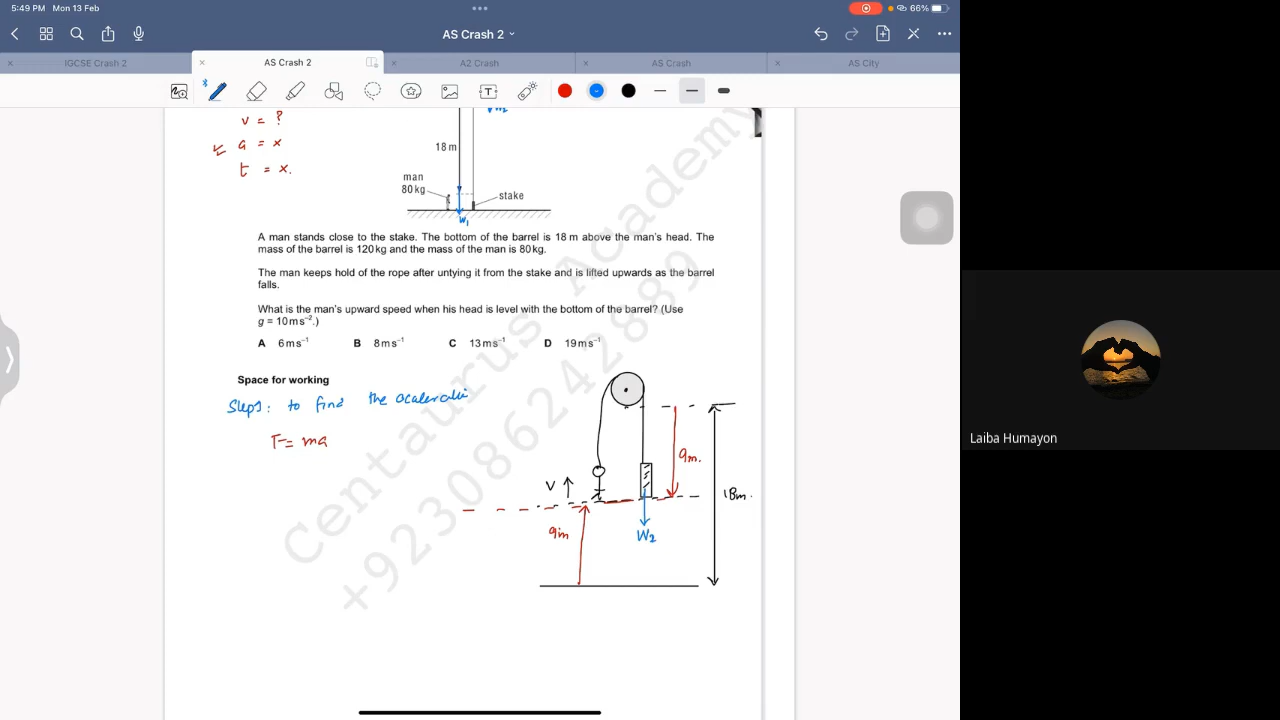 5:49 PM Mon 13 Feb
66%
AS Crash 2
IGCSE Crash 2
AS Crash 2
A2 Crash
AS Crash
AS City
v = ?
a = x
t = x.
W2
18 m
man
80 kg
stake
W1
A man stands close to the stake. The bottom of the barrel is 18 m above the man's head. The
mass of the barrel is 120 kg and the mass of the man is 80 kg.
The man keeps hold of the rope after untying it from the stake and is lifted upwards as the barrel
falls.
What is the man's upward speed when his head is level with the bottom of the barrel? (Use
g = 10 m s⁻².)
A 6 m s⁻¹ B 8 m s⁻¹ C 13 m s⁻¹ D 19 m s⁻¹
Space for working
Steps: to find the
F = ma
9m.
V
18m.
9m
W2
Centaurus Academy
+923086242889
Laiba Humayon